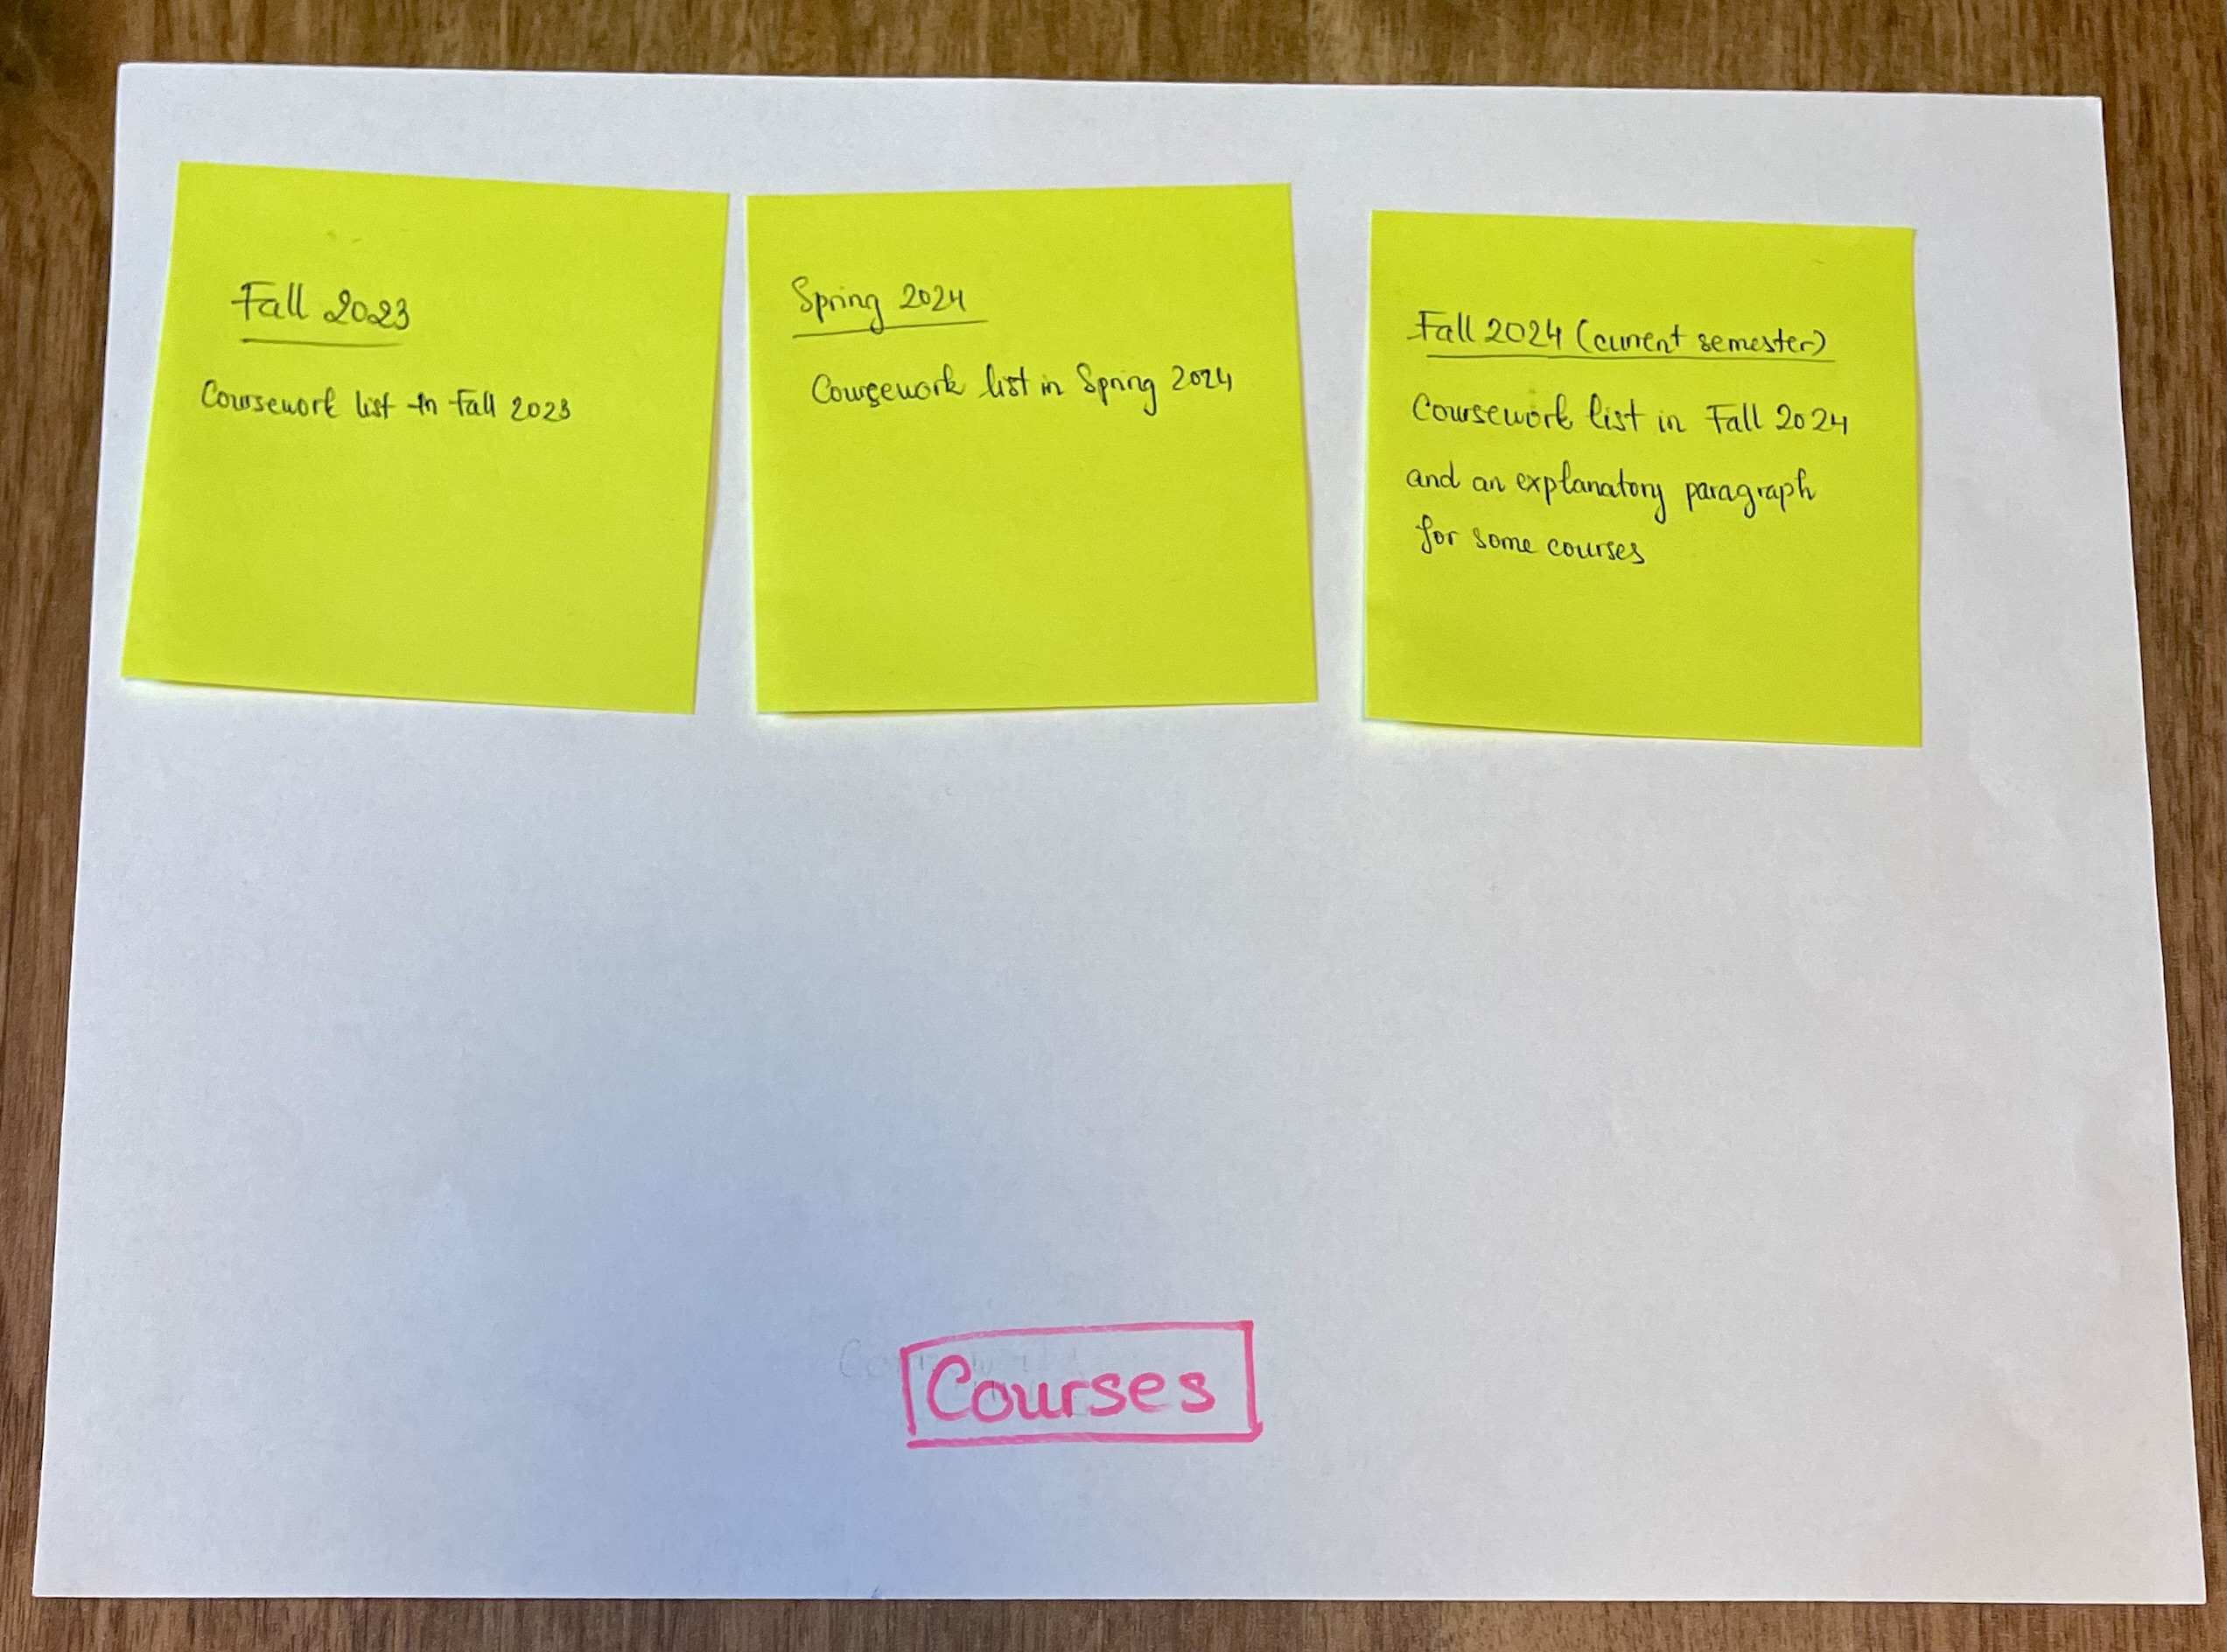 Fall 2023
Coursework list in Fall 2023
Spring 2024
Coursework list in Spring 2024
Fall 2024 (current semester)
Coursework list in Fall 2024
and an explanatory paragraph
for some courses
Courses